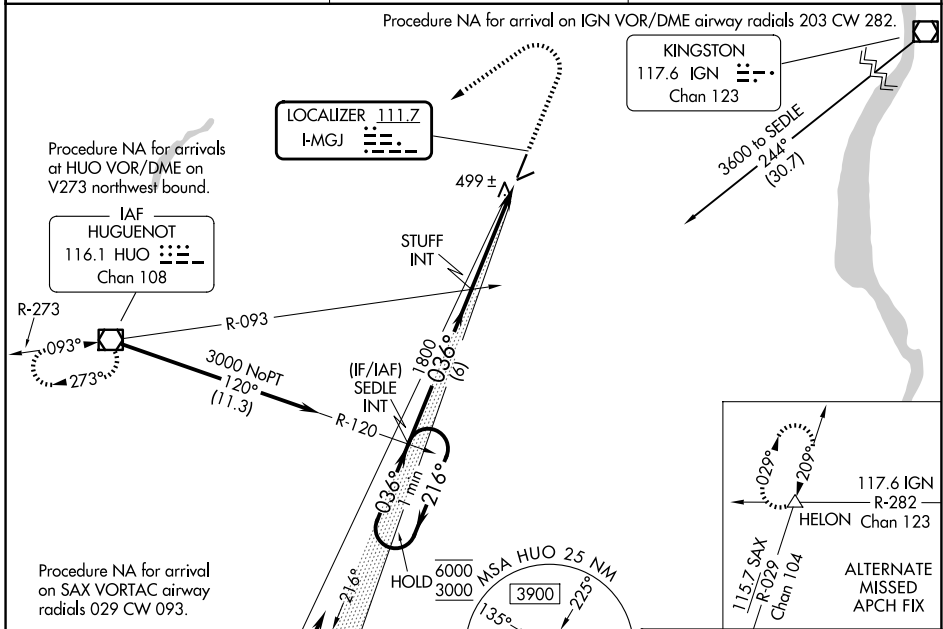 Procedure NA for arrival on IGN VOR/DME airway radials 203 CW 282.
KINGSTON
117.6 IGN
Chan 123
LOCALIZER 111.7
I-MGJ
3600 to SEDLE
244°
(30.7)
Procedure NA for arrivals
at HUO VOR/DME on
V273 northwest bound.
499 ±
IAF
HUGUENOT
116.1 HUO
Chan 108
STUFF
INT
R-273
R-093
093°
273°
3000 NoPT
120°
(11.3)
R-120
(IF/IAF)
SEDLE
INT
1800
036°
(6)
036°
1 min
216°
216°
HOLD
6000
3000
MSA HUO 25 NM
3900
135°
225°
Procedure NA for arrival
on SAX VORTAC airway
radials 029 CW 093.
029°
209°
117.6 IGN
R-282
Chan 123
HELON
115.7 SAX
R-029
Chan 104
ALTERNATE
MISSED
APCH FIX